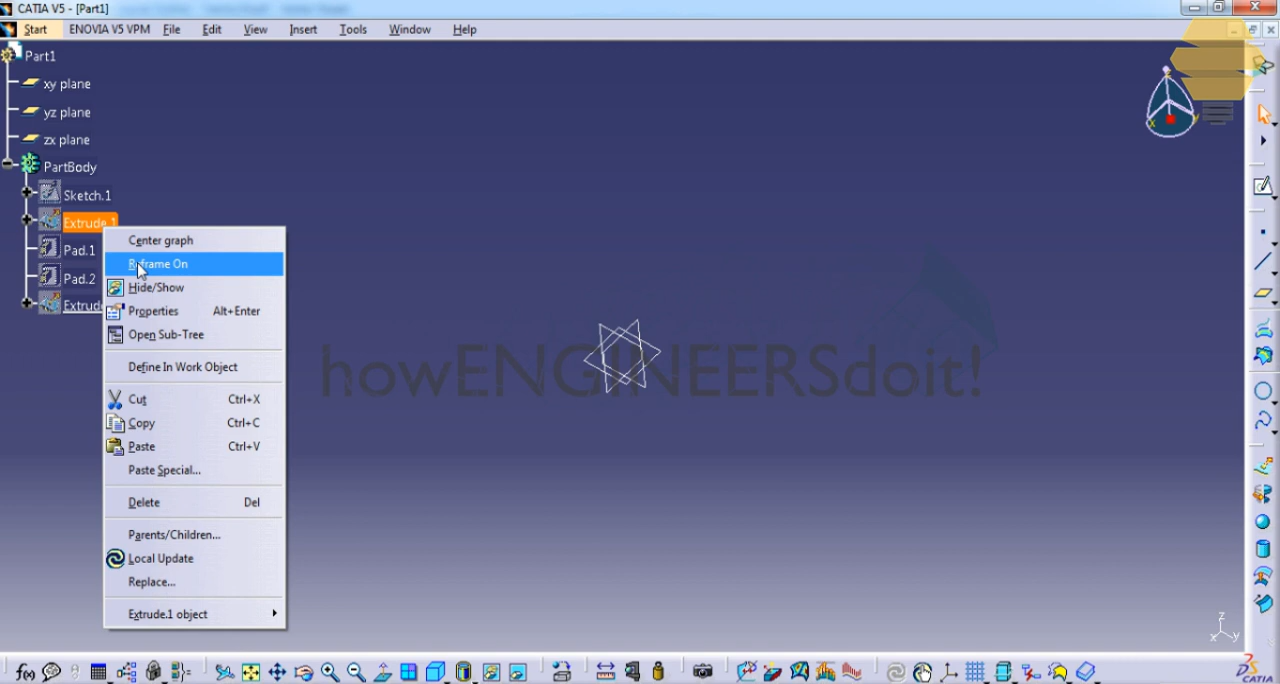 CATIA V5 - [Part1]
Start ENOVIA V5 VPM File Edit View Insert Tools Window Help
Part1
xy plane
yz plane
zx plane
PartBody
Sketch.1
Extrude.1
Pad.1
Pad.2
Center graph
Reframe On
Hide/Show
Properties Alt+Enter
Open Sub-Tree
Define In Work Object
Cut Ctrl+X
Copy Ctrl+C
Paste Ctrl+V
Paste Special...
Delete Del
Parents/Children...
Local Update
Replace...
Extrude.1 object
howENGINEERSdoit!
z
x y
f(x)
CATIA